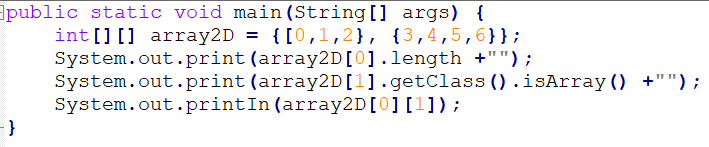 public static void main(String[] args) {
int[][] array2D = {[0,1,2}, {3,4,5,6}};
System.out.print(array2D[0].length +"");
System.out.print(array2D[1].getClass().isArray() +"");
System.out.printIn(array2D[0][1]);
}